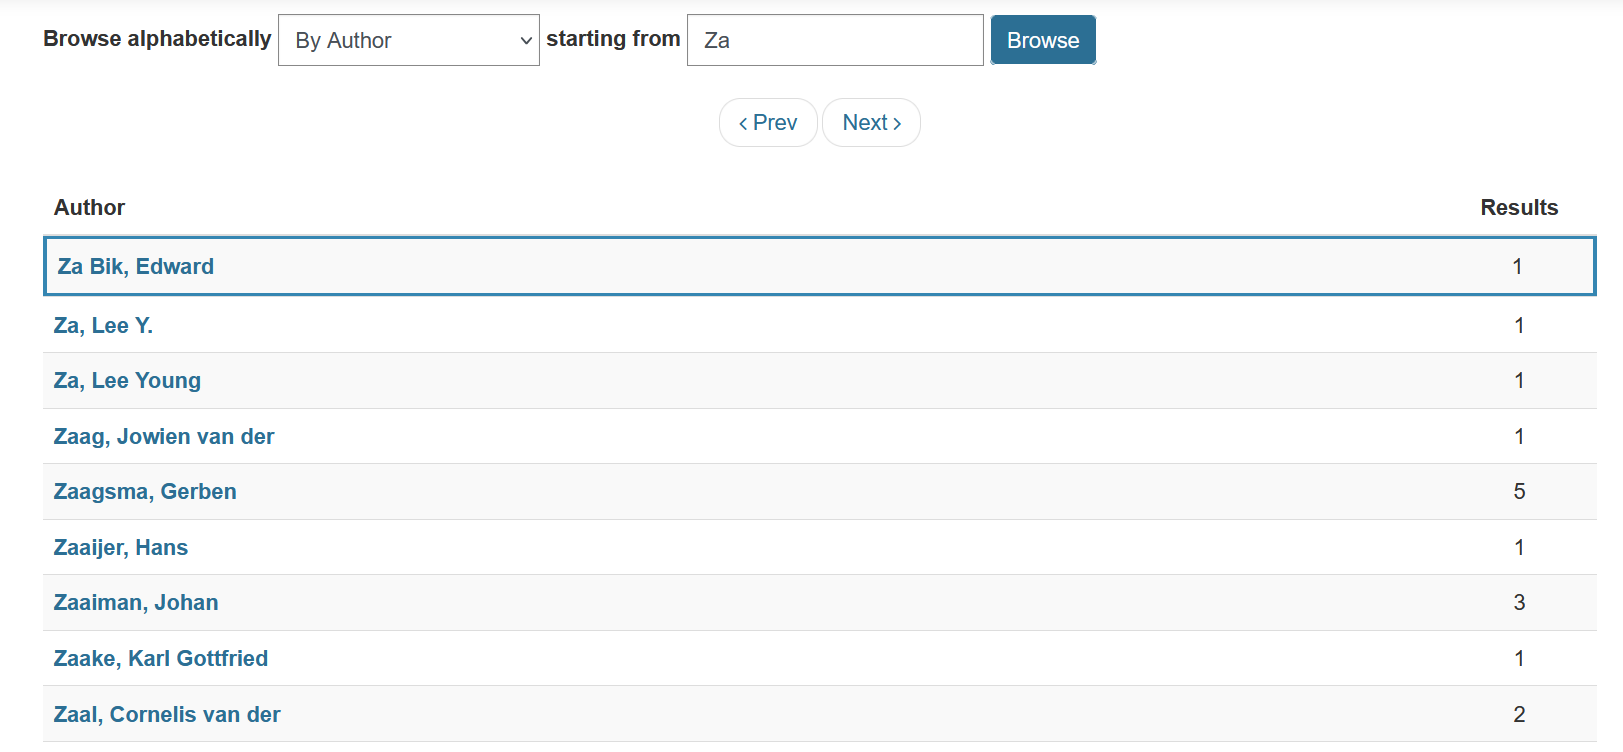 Browse alphabetically By Author starting from Za Browse
Prev Next
Author Results
Za Bik, Edward 1
Za, Lee Y. 1
Za, Lee Young 1
Zaag, Jowien van der 1
Zaagsma, Gerben 5
Zaaijer, Hans 1
Zaaiman, Johan 3
Zaake, Karl Gottfried 1
Zaal, Cornelis van der 2